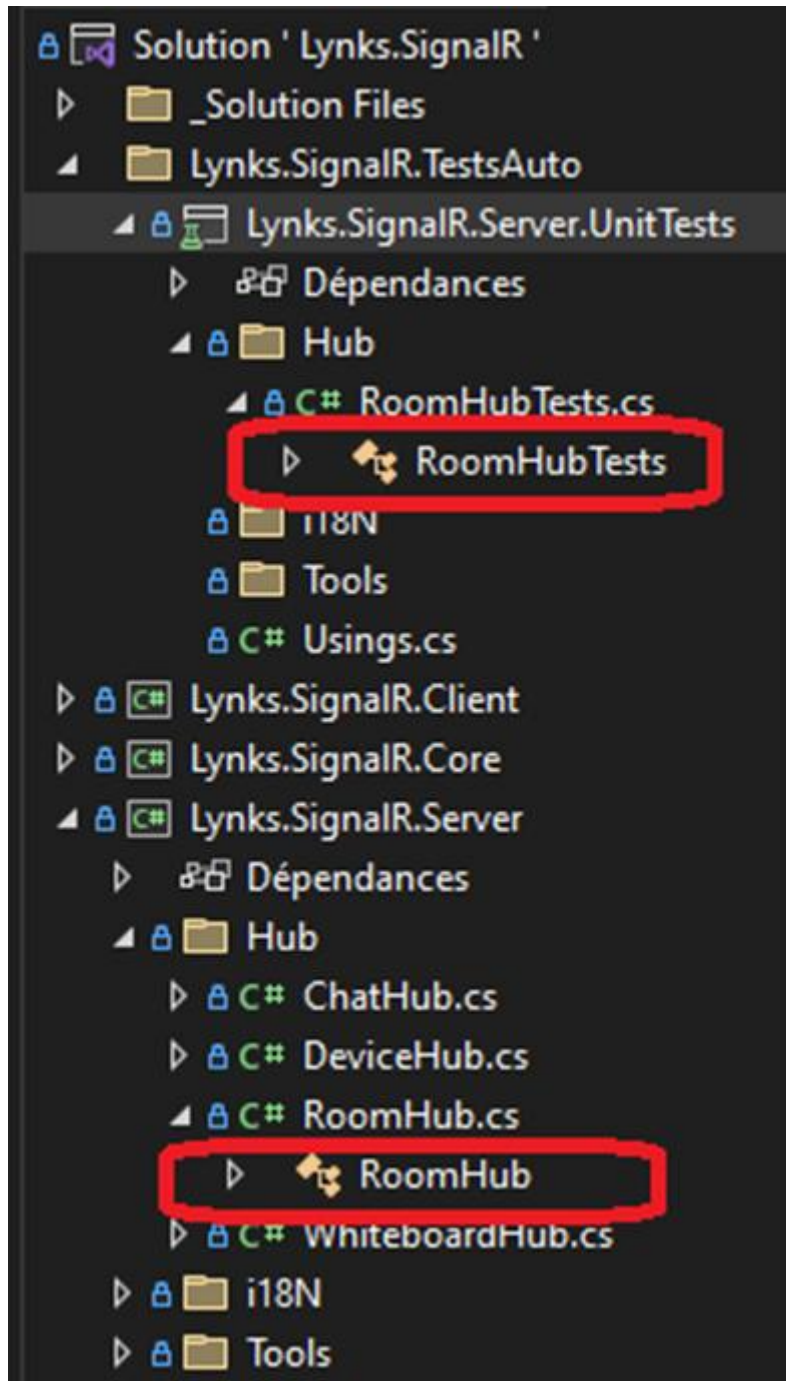 Solution ' Lynks.SignalR '
_Solution Files
Lynks.SignalR.TestsAuto
Lynks.SignalR.Server.UnitTests
Dépendances
Hub
C# RoomHubTests.cs
RoomHubTests
i18N
Tools
C# Usings.cs
C# Lynks.SignalR.Client
C# Lynks.SignalR.Core
C# Lynks.SignalR.Server
Dépendances
Hub
C# ChatHub.cs
C# DeviceHub.cs
C# RoomHub.cs
RoomHub
C# WhiteboardHub.cs
i18N
Tools